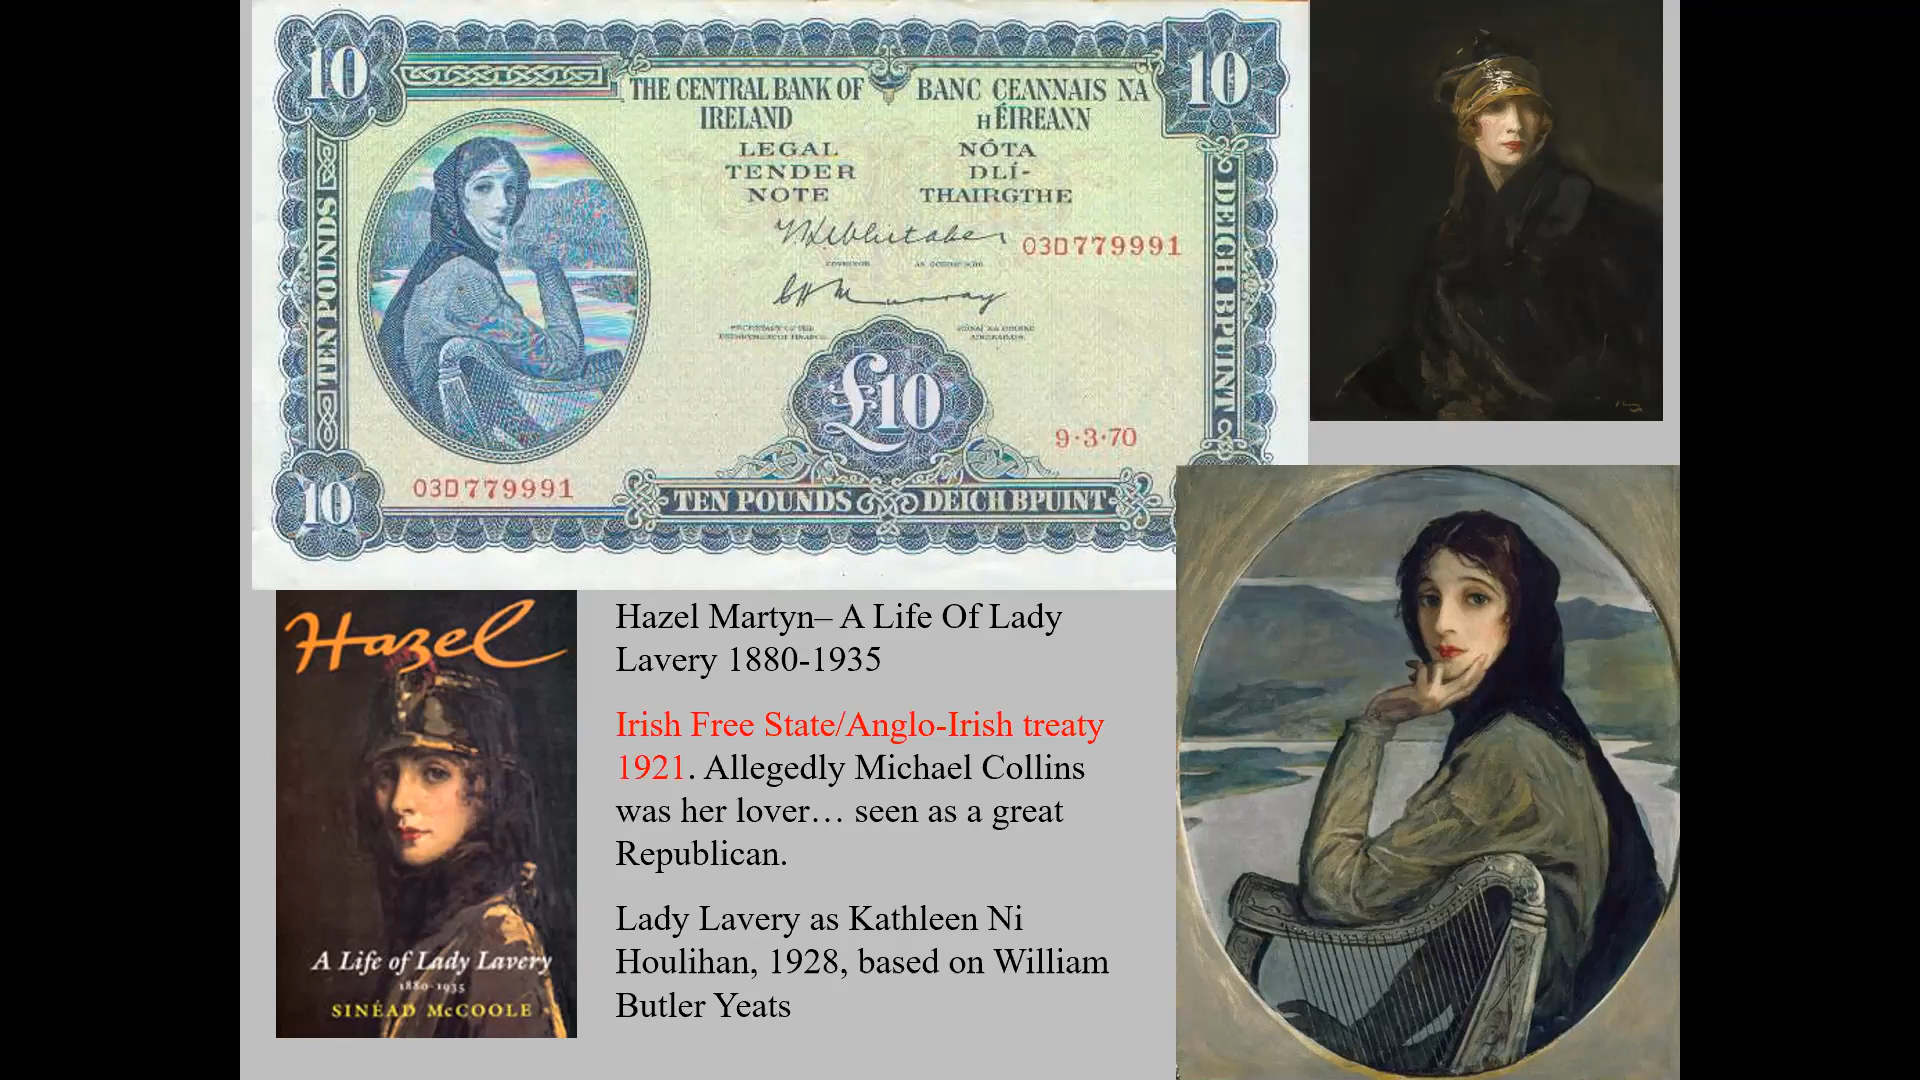 10
10
THE CENTRAL BANK OF
IRELAND
BANC CEANNAIS NA
hÉIREANN
LEGAL
TENDER
NOTE
NÓTA
DLÍ-
THAIRGTHE
03D779991
TEN POUNDS
DEICH BPUINT
£10
9·3·70
03D779991
10
TEN POUNDS
DEICH BPUINT
Hazel
A Life of Lady Lavery
1880-1935
SINÉAD McCOOLE
Hazel Martyn– A Life Of Lady
Lavery 1880-1935
Irish Free State/Anglo-Irish treaty
1921. Allegedly Michael Collins
was her lover… seen as a great
Republican.
Lady Lavery as Kathleen Ni
Houlihan, 1928, based on William
Butler Yeats